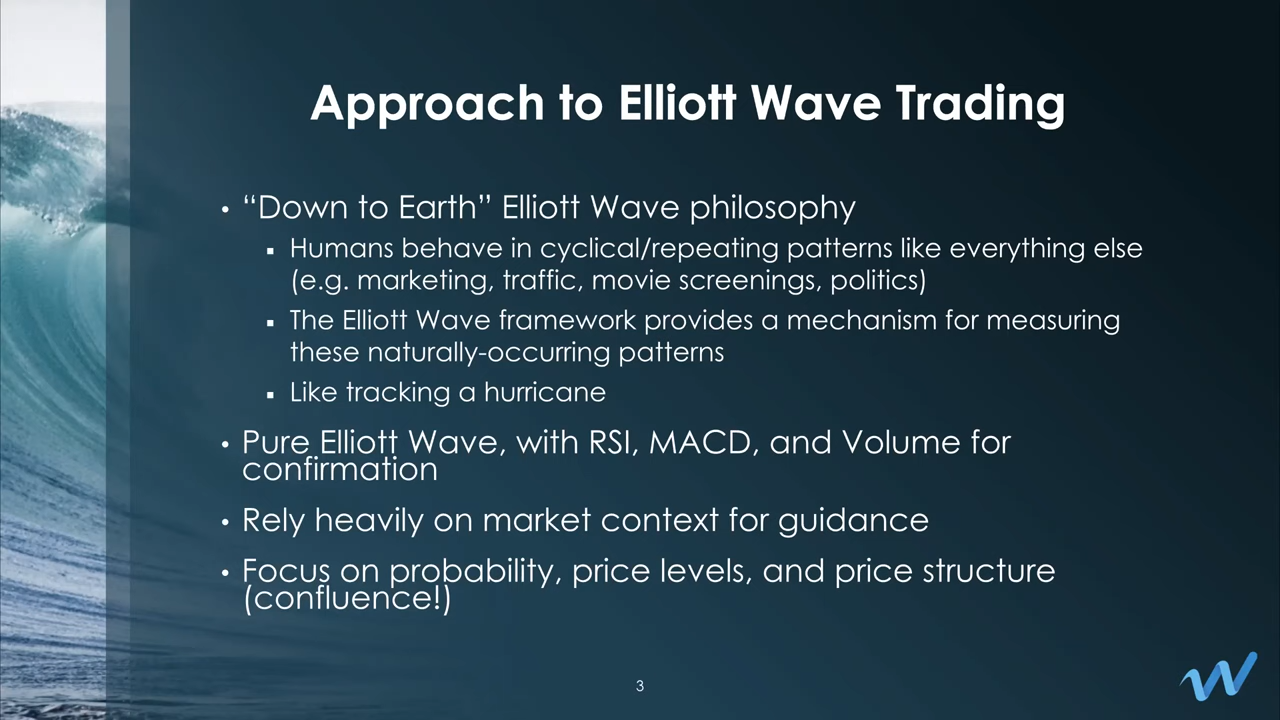 Approach to Elliott Wave Trading
• “Down to Earth” Elliott Wave philosophy
▪ Humans behave in cyclical/repeating patterns like everything else
(e.g. marketing, traffic, movie screenings, politics)
▪ The Elliott Wave framework provides a mechanism for measuring
these naturally-occurring patterns
▪ Like tracking a hurricane
• Pure Elliott Wave, with RSI, MACD, and Volume for
confirmation
• Rely heavily on market context for guidance
• Focus on probability, price levels, and price structure
(confluence!)
3